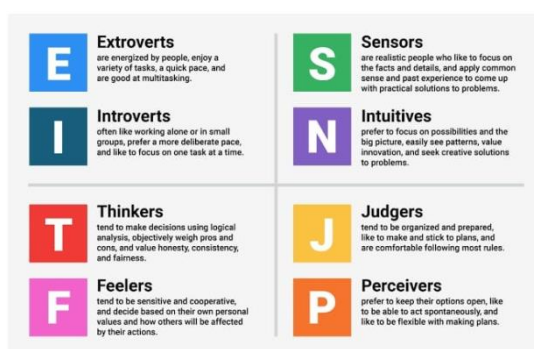 E
Extroverts
are energized by people, enjoy a
variety of tasks, a quick pace, and
are good at multitasking.
I
Introverts
often like working alone or in small
groups, prefer a more deliberate pace,
and like to focus on one task at a time.
S
Sensors
are realistic people who like to focus on
the facts and details, and apply common
sense and past experience to come up
with practical solutions to problems.
N
Intuitives
prefer to focus on possibilities and the
big picture, easily see patterns, value
innovation, and seek creative solutions
to problems.
T
Thinkers
tend to make decisions using logical
analysis, objectively weigh pros and
cons, and value honesty, consistency,
and fairness.
F
Feelers
tend to be sensitive and cooperative,
and decide based on their own personal
values and how others will be affected
by their actions.
J
Judgers
tend to be organized and prepared,
like to make and stick to plans, and
are comfortable following most rules.
P
Perceivers
prefer to keep their options open, like
to be able to act spontaneously, and
like to be flexible with making plans.